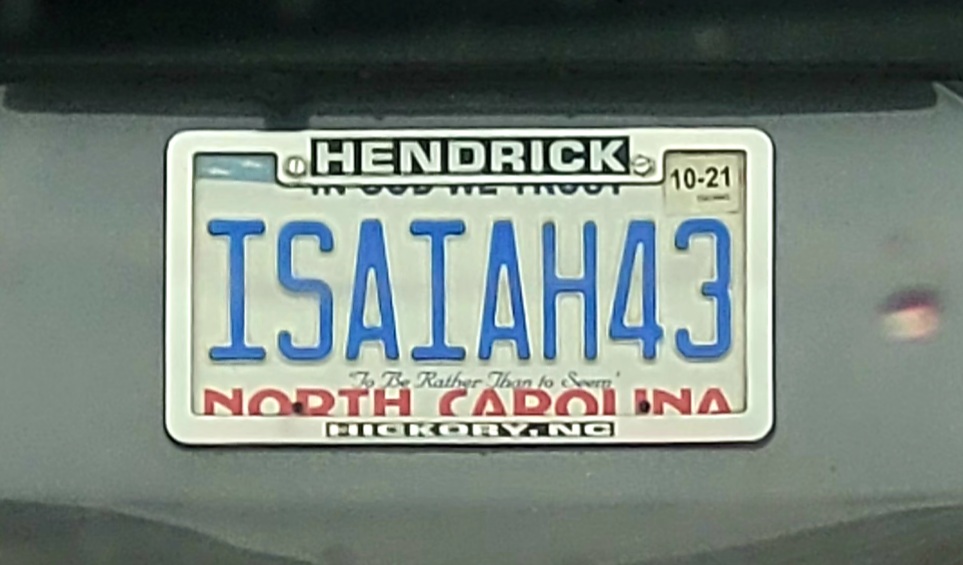 HENDRICK
IN GOD WE TRUST
10-21
ISAIAH43
"To Be Rather Than to Seem"
NORTH CAROLINA
HICKORY, NC